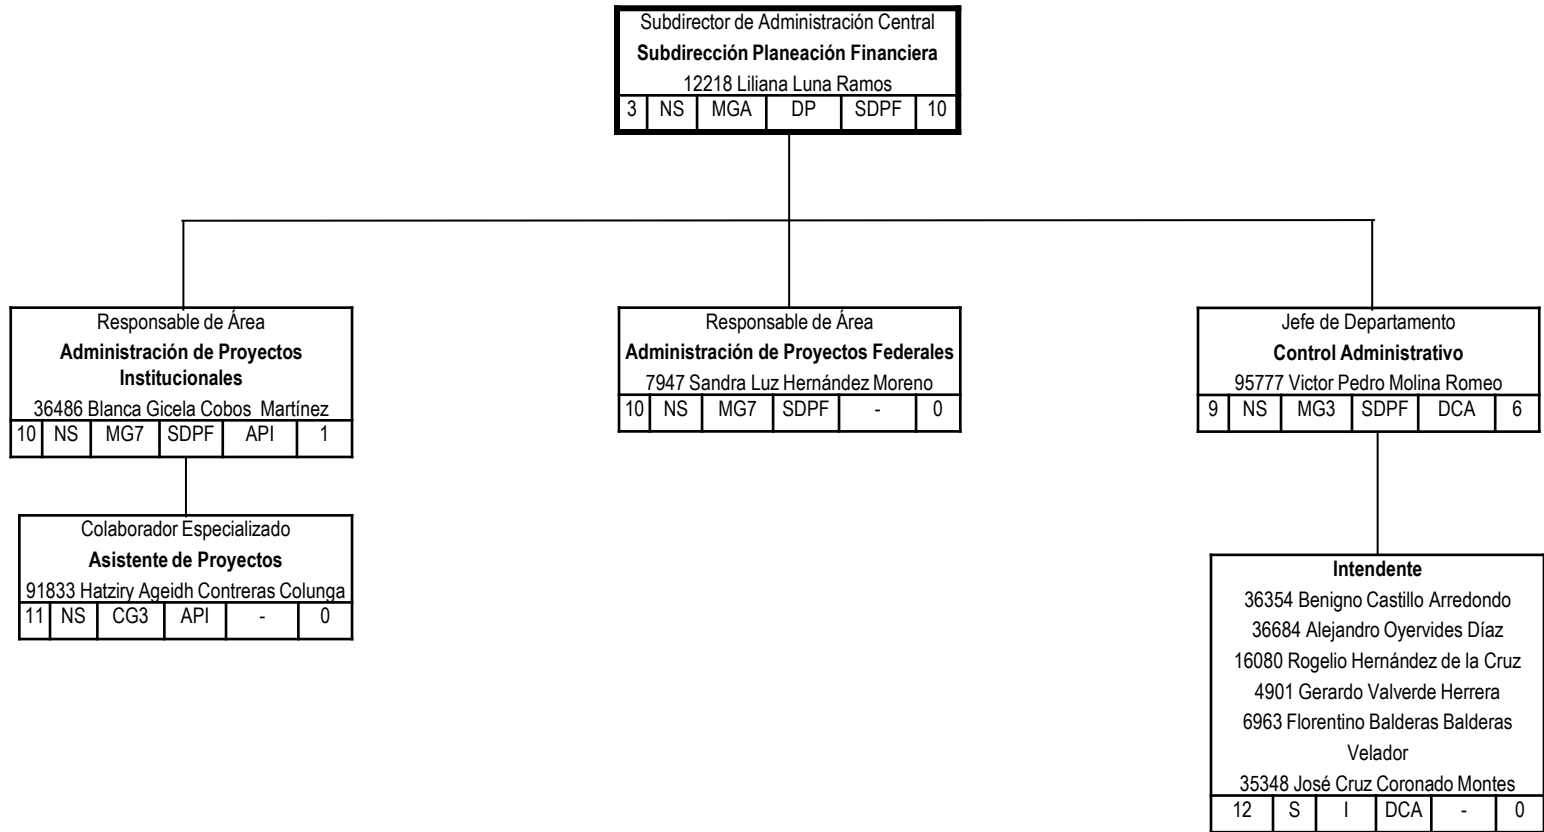 Subdirector de Administración Central
Subdirección Planeación Financiera
12218 Liliana Luna Ramos
3 NS MGA DP SDPF 10
Responsable de Área
Administración de Proyectos
Institucionales
36486 Blanca Gicela Cobos Martínez
10 NS MG7 SDPF API 1
Responsable de Área
Administración de Proyectos Federales
7947 Sandra Luz Hernández Moreno
10 NS MG7 SDPF - 0
Jefe de Departamento
Control Administrativo
95777 Victor Pedro Molina Romeo
9 NS MG3 SDPF DCA 6
Colaborador Especializado
Asistente de Proyectos
91833 Hatziry Ageidh Contreras Colunga
11 NS CG3 API - 0
Intendente
36354 Benigno Castillo Arredondo
36684 Alejandro Oyervides Díaz
16080 Rogelio Hernández de la Cruz
4901 Gerardo Valverde Herrera
6963 Florentino Balderas Balderas
Velador
35348 José Cruz Coronado Montes
12 S I DCA - 0